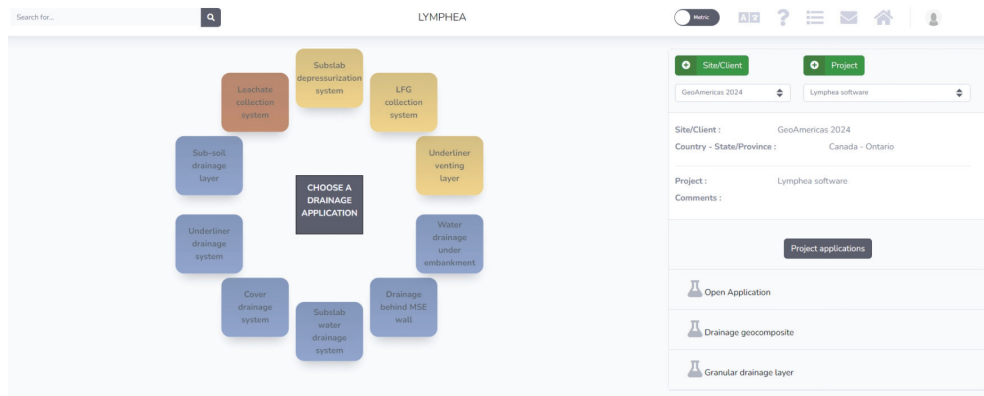 Search for...
LYMPHEA
Metric
A
?
Subslab
depressurization
system
Leachate
collection
system
LFG
collection
system
Sub-soil
drainage
layer
Underliner
venting
layer
CHOOSE A
DRAINAGE
APPLICATION
Underliner
drainage
system
Water
drainage
under
embankment
Cover
drainage
system
Subslab
water
drainage
system
Drainage
behind MSE
wall
Site/Client
Project
GeoAmericas 2024
Lymphea software
Site/Client : GeoAmericas 2024
Country - State/Province : Canada - Ontario
Project : Lymphea software
Comments :
Project applications
Open Application
Drainage geocomposite
Granular drainage layer